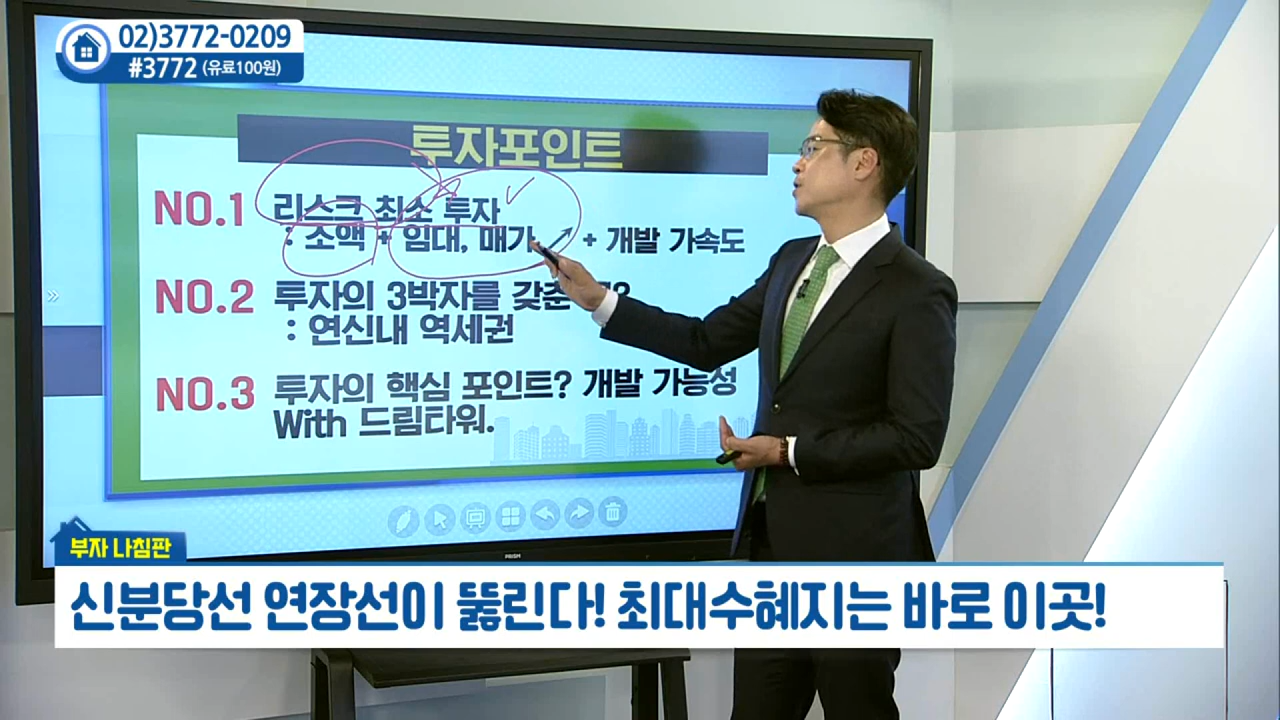 02)3772-0209
#3772 (유료100원)
투자포인트
NO.1 리스크 최소 투자
: 소액 + 임대, 매가 ↗ + 개발 가속도
NO.2 투자의 3박자를 갖춘 ?
: 연신내 역세권
NO.3 투자의 핵심 포인트? 개발 가능성
With 드림타워.
PRISM
부자 나침판
신분당선 연장선이 뚫린다! 최대수혜지는 바로 이곳!